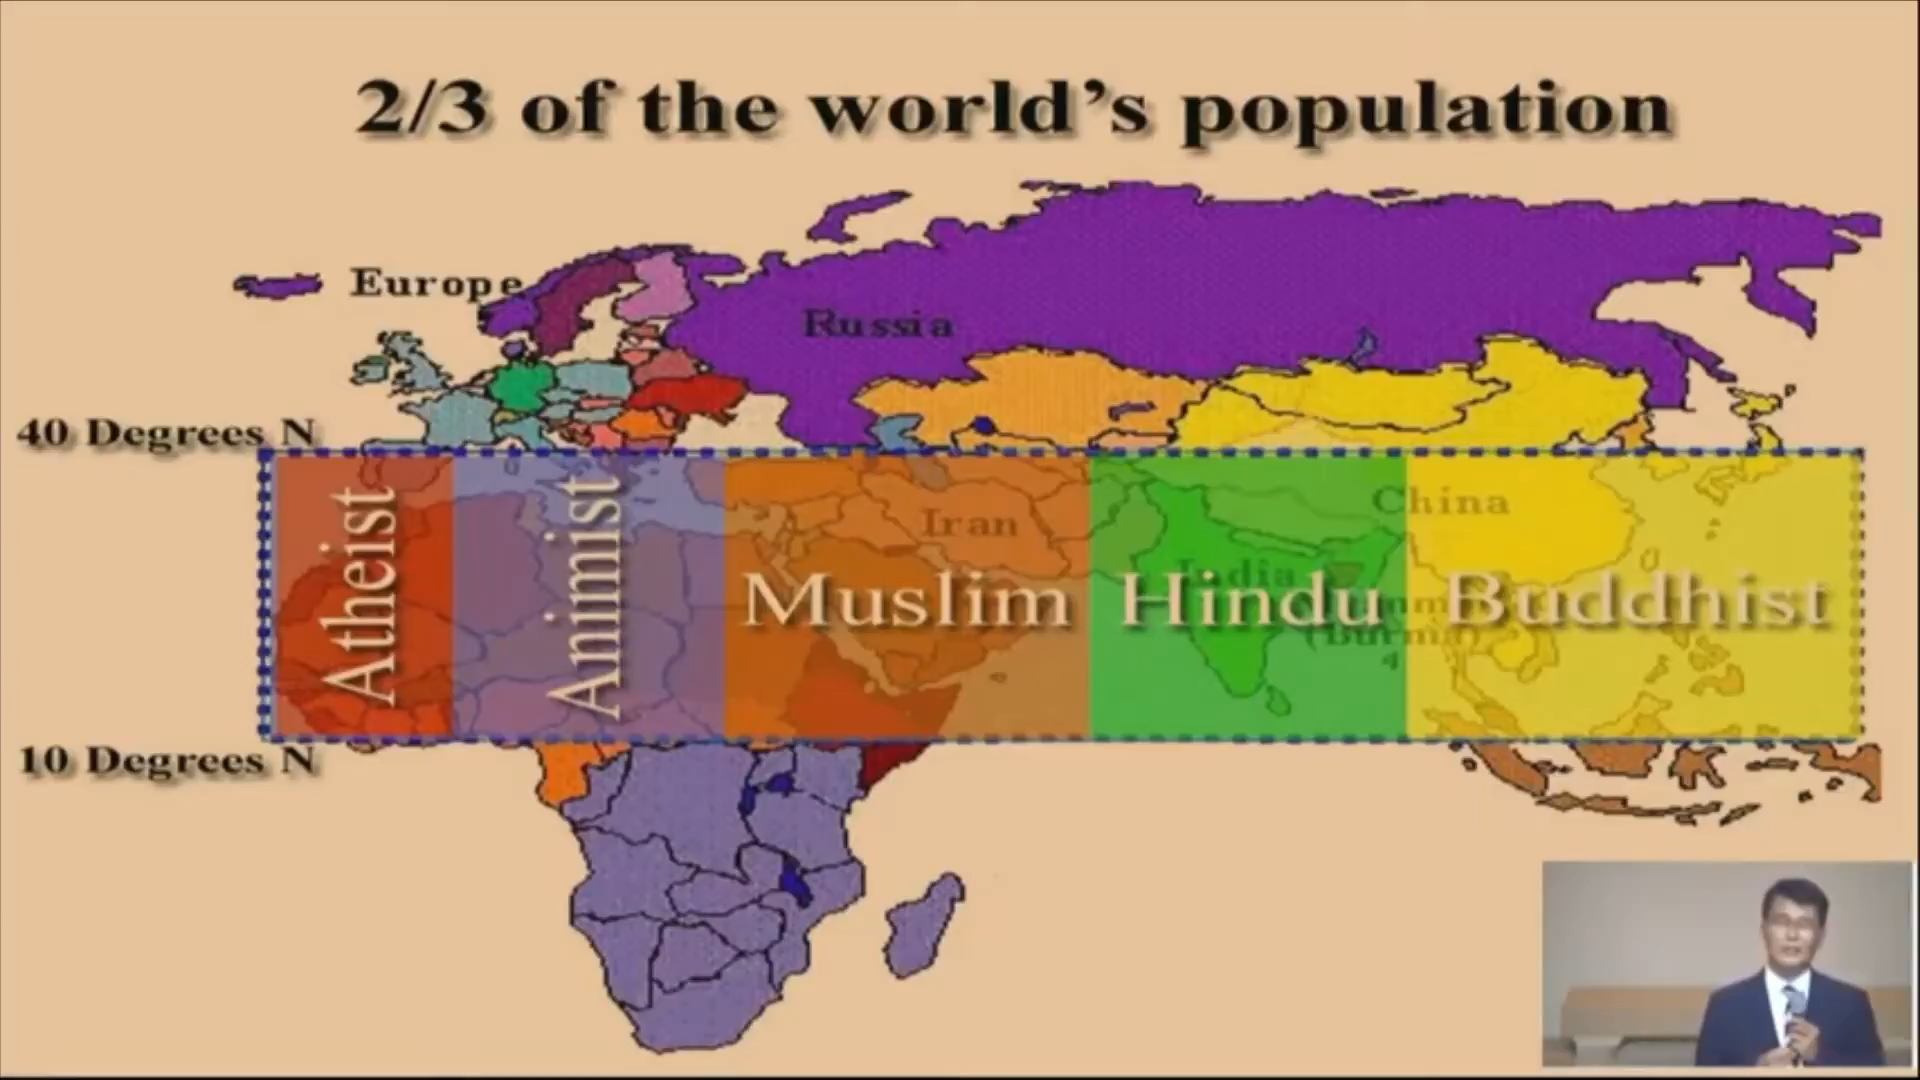 2/3 of the world's population
Europe
Russia
40 Degrees N
Atheist
Animist
Iran
China
India
Muslim
Hindu
Buddhist
(Burma)
10 Degrees N